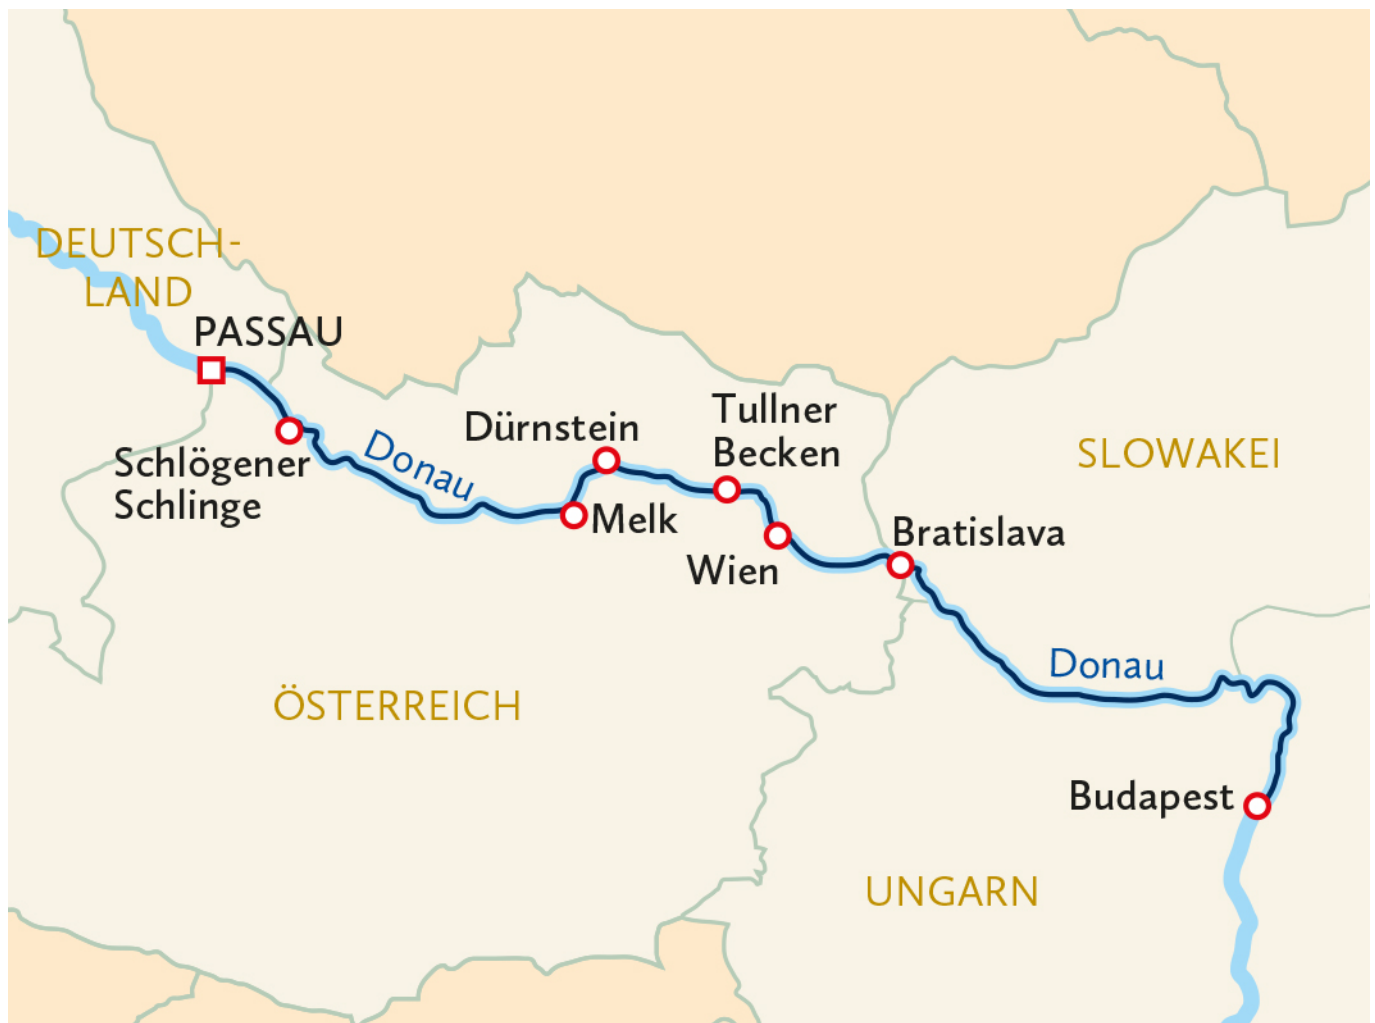 DEUTSCH-
LAND
PASSAU
Schlögener
Schlinge
Donau
Dürnstein
Melk
Tullner
Becken
Wien
Bratislava
SLOWAKEI
Donau
ÖSTERREICH
Budapest
UNGARN